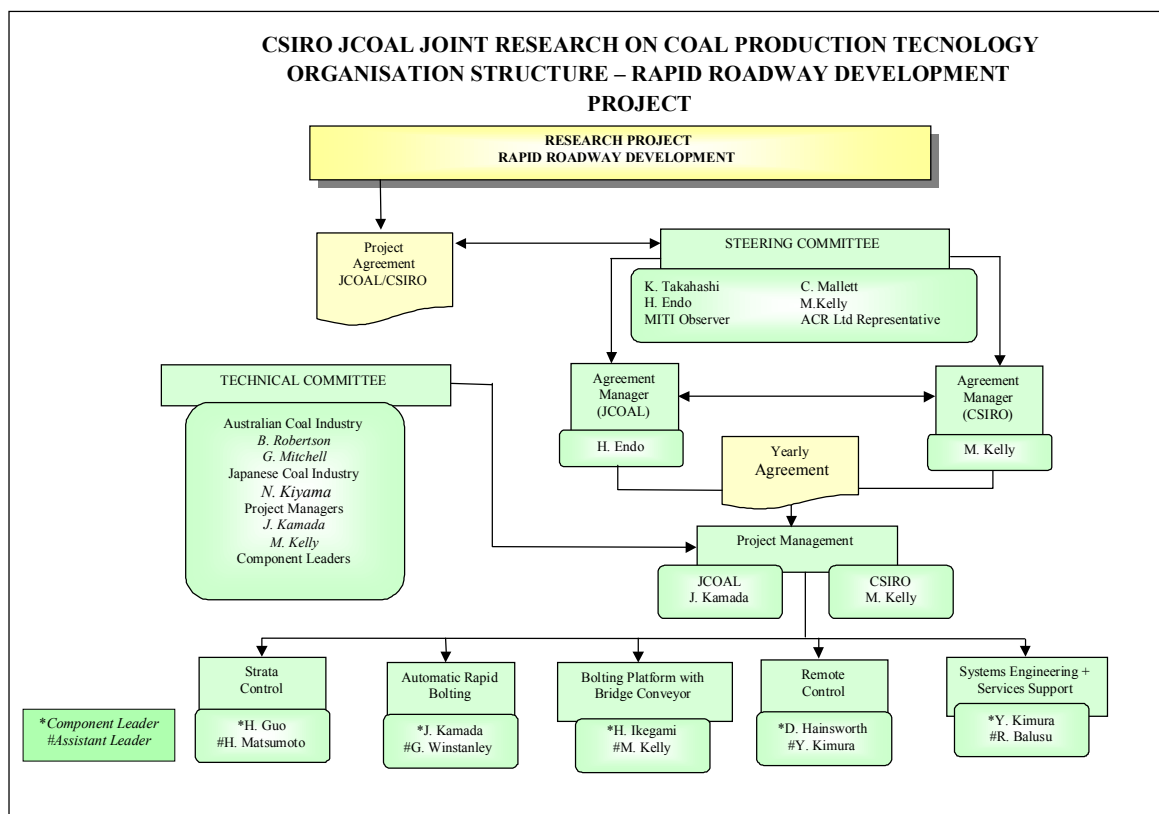 CSIRO JCOAL JOINT RESEARCH ON COAL PRODUCTION TECNOLOGY
ORGANISATION STRUCTURE – RAPID ROADWAY DEVELOPMENT
PROJECT
RESEARCH PROJECT
RAPID ROADWAY DEVELOPMENT
Project
Agreement
JCOAL/CSIRO
STEERING COMMITTEE
K. Takahashi
H. Endo
MITI Observer
C. Mallett
M.Kelly
ACR Ltd Representative
TECHNICAL COMMITTEE
Australian Coal Industry
B. Robertson
G. Mitchell
Japanese Coal Industry
N. Kiyama
Project Managers
J. Kamada
M. Kelly
Component Leaders
Agreement
Manager
(JCOAL)
H. Endo
Agreement
Manager
(CSIRO)
M. Kelly
Yearly
Agreement
Project Management
JCOAL
J. Kamada
CSIRO
M. Kelly
Strata
Control
*H. Guo
#H. Matsumoto
Automatic Rapid
Bolting
*J. Kamada
#G. Winstanley
Bolting Platform with
Bridge Conveyor
*H. Ikegami
#M. Kelly
Remote
Control
*D. Hainsworth
#Y. Kimura
Systems Engineering +
Services Support
*Y. Kimura
#R. Balusu
*Component Leader
#Assistant Leader